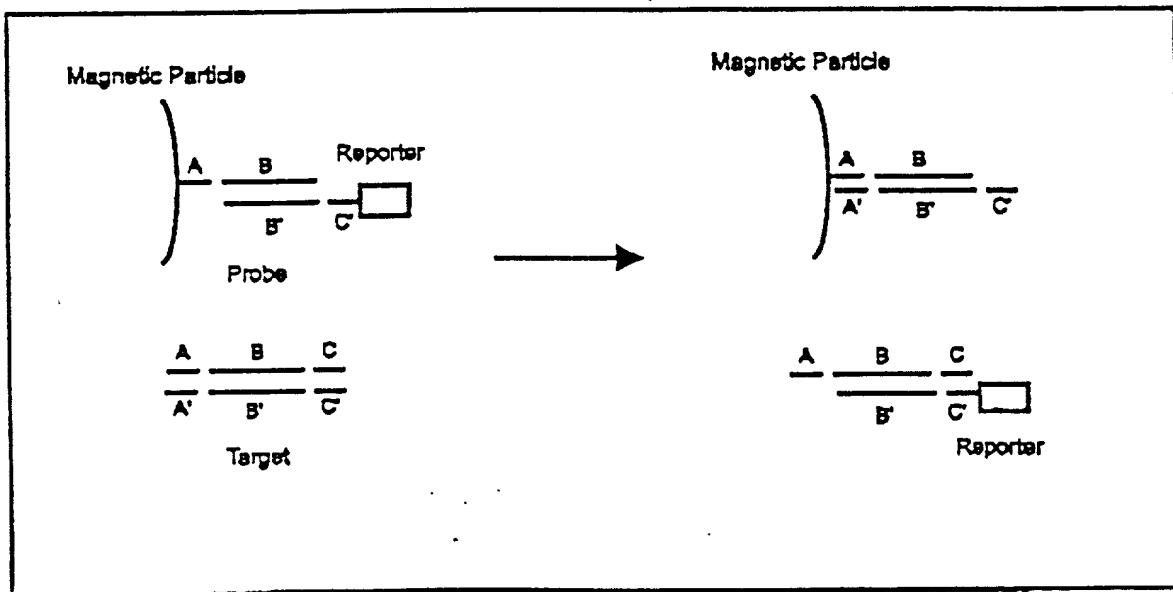 Magnetic Particle
A B Reporter
B' C'
Probe
A B C
A' B' C'
Target
Magnetic Particle
A B
A' B' C'
A B C
B' C'
Reporter